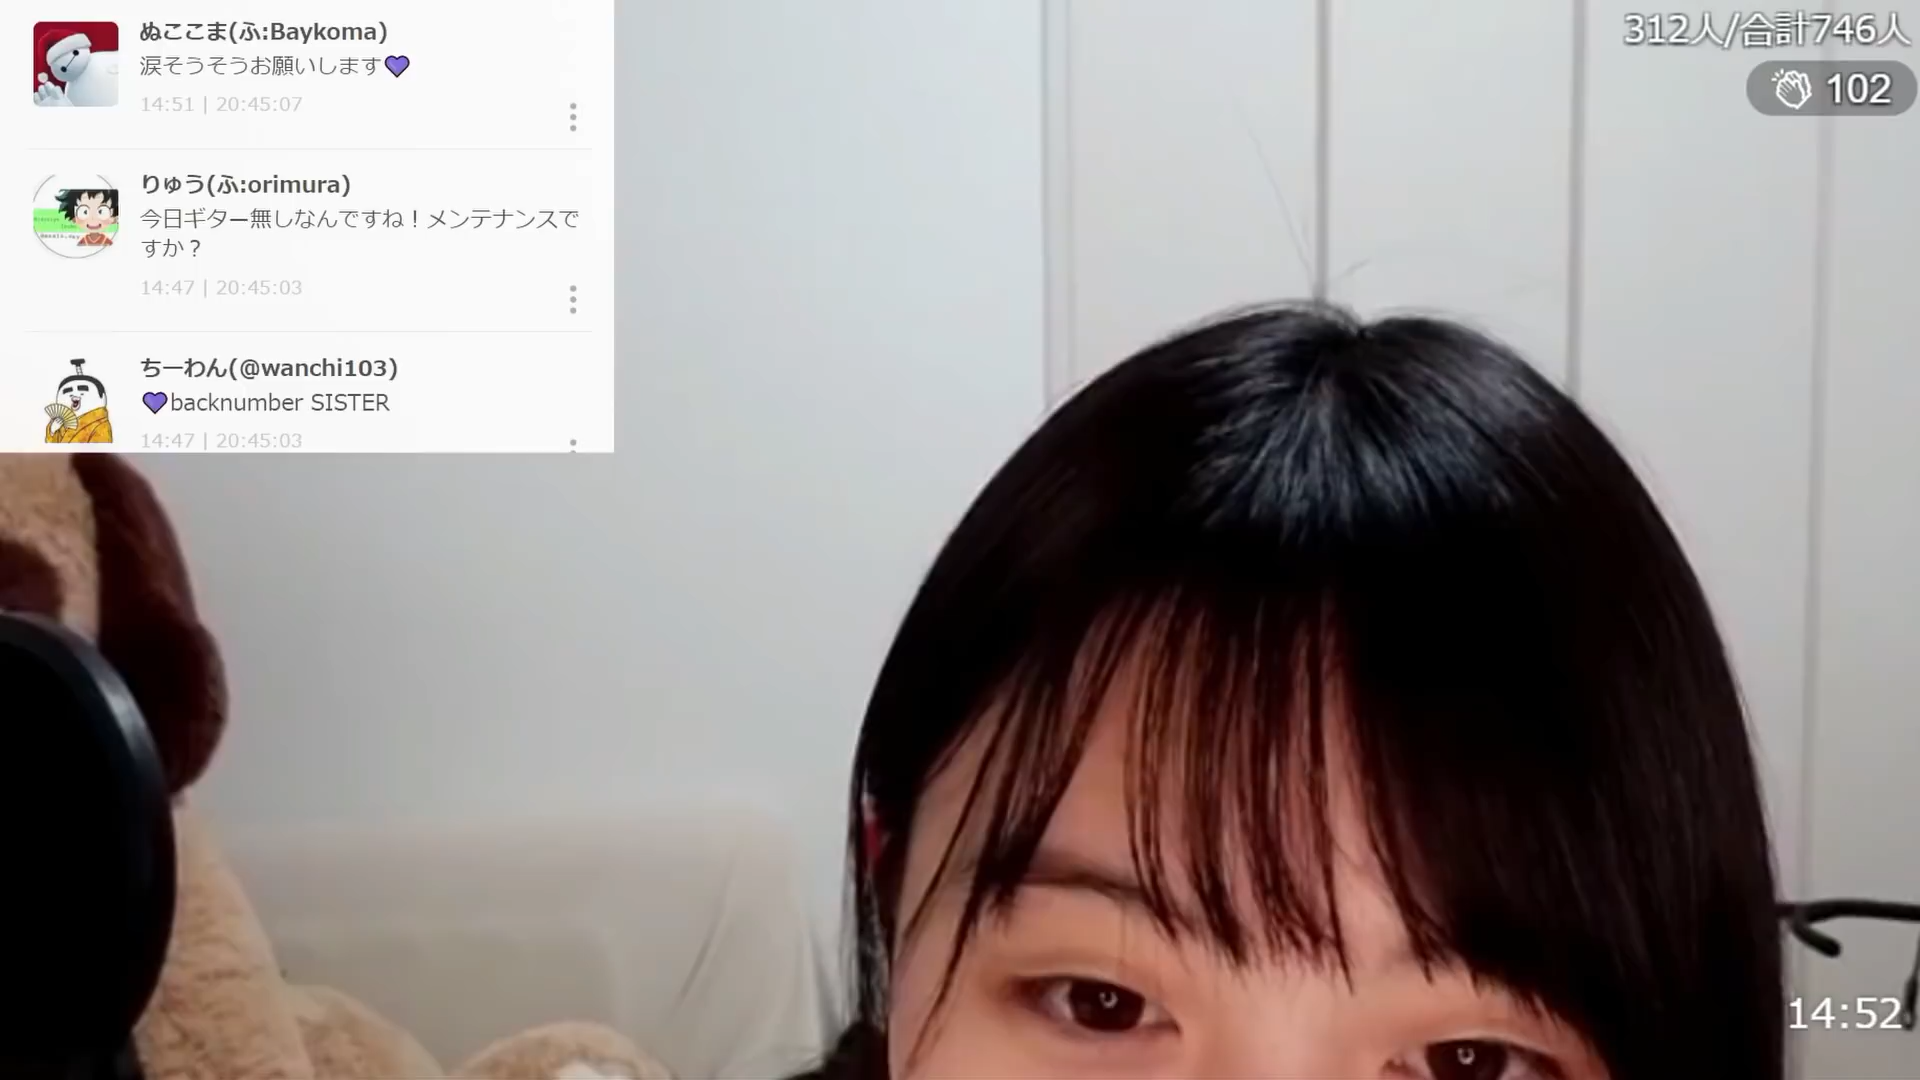 ぬここま(ふ:Baykoma)
涙そうそうお願いします💜
14:51 | 20:45:07
りゅう(ふ:orimura)
今日ギター無しなんですね！メンテナンスで
すか？
14:47 | 20:45:03
ちーわん(@wanchi103)
💜backnumber SISTER
14:47 | 20:45:03
312人/合計746人
102
14:52